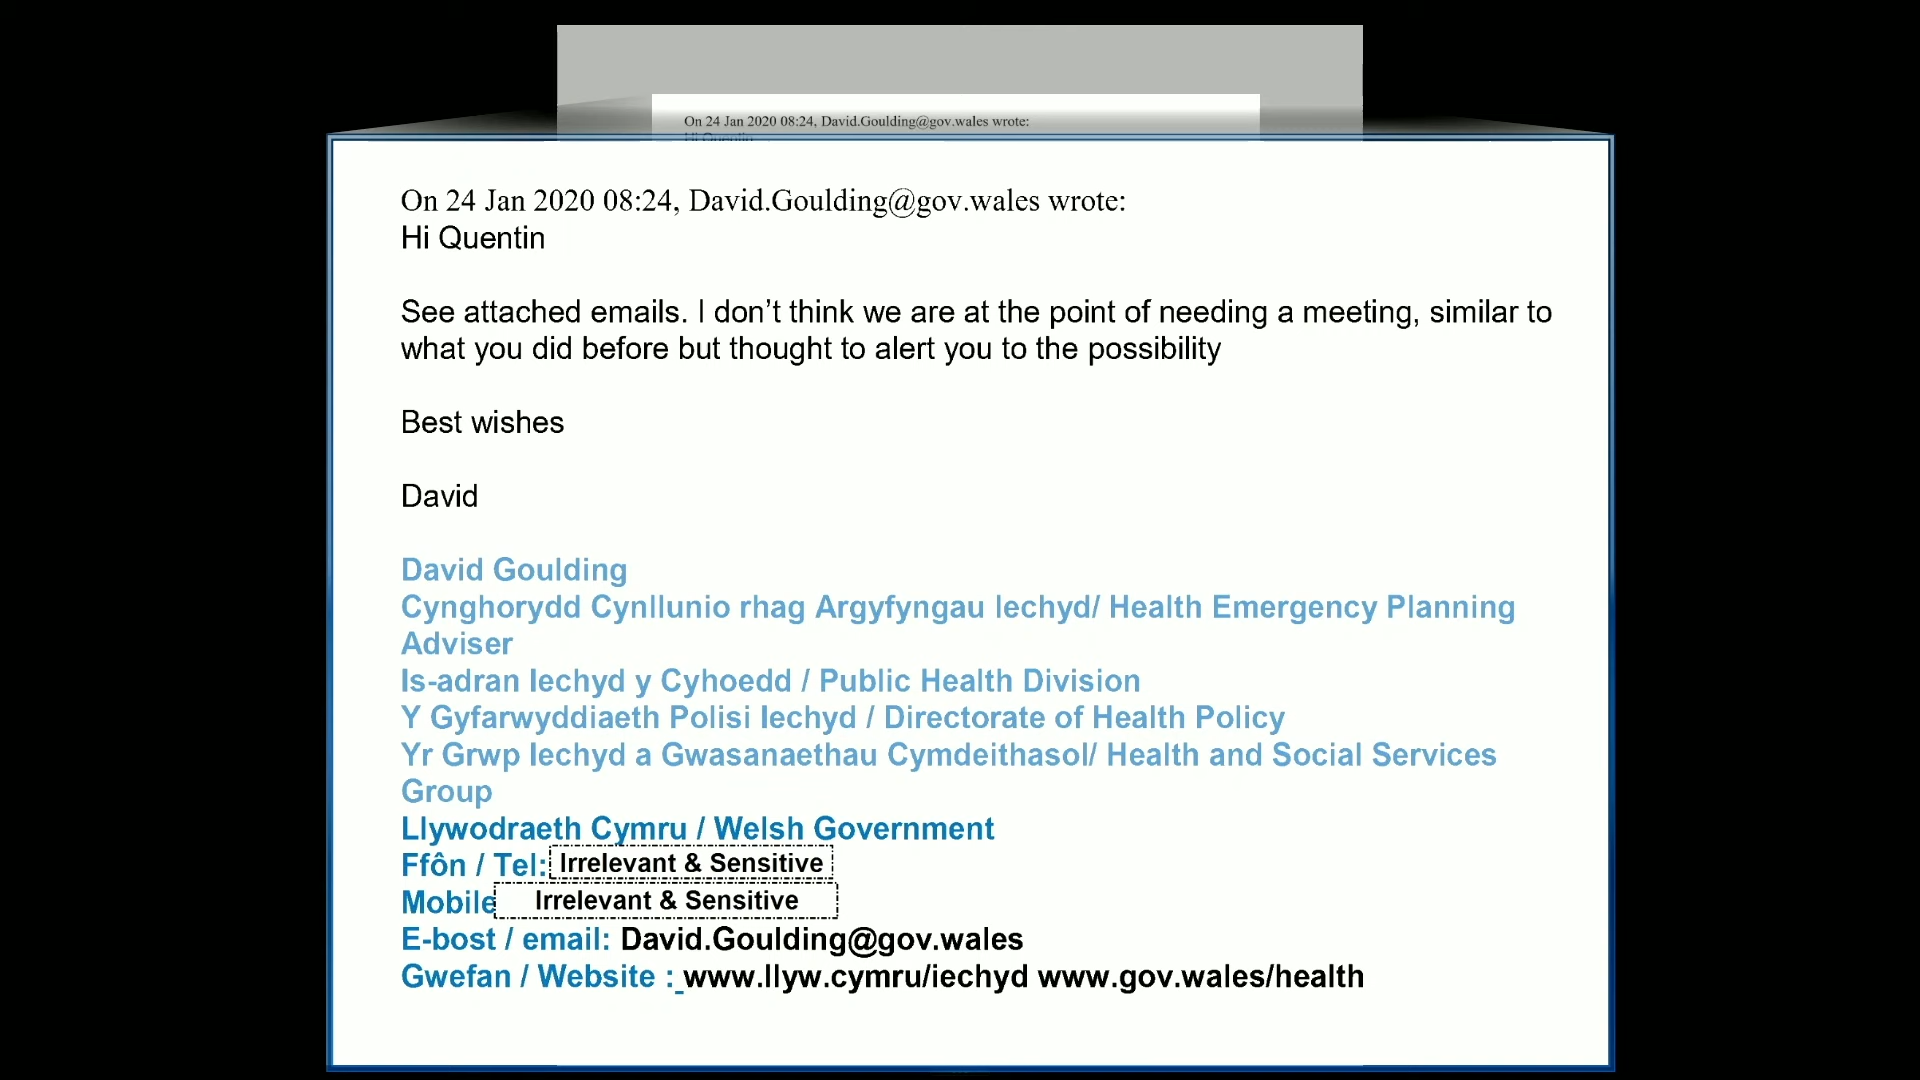 On 24 Jan 2020 08:24, David.Goulding@gov.wales wrote:
Hi Quentin
On 24 Jan 2020 08:24, David.Goulding@gov.wales wrote:
Hi Quentin
See attached emails. I don’t think we are at the point of needing a meeting, similar to
what you did before but thought to alert you to the possibility
Best wishes
David
David Goulding
Cynghorydd Cynllunio rhag Argyfyngau Iechyd/ Health Emergency Planning
Adviser
Is-adran Iechyd y Cyhoedd / Public Health Division
Y Gyfarwyddiaeth Polisi Iechyd / Directorate of Health Policy
Yr Grwp Iechyd a Gwasanaethau Cymdeithasol/ Health and Social Services
Group
Llywodraeth Cymru / Welsh Government
Ffôn / Tel: Irrelevant & Sensitive
Mobile Irrelevant & Sensitive
E-bost / email: David.Goulding@gov.wales
Gwefan / Website : www.llyw.cymru/iechyd www.gov.wales/health